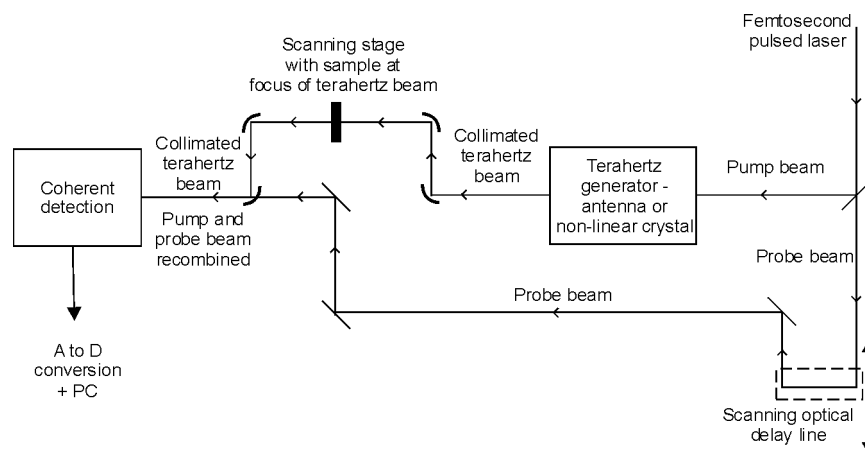 Femtosecond
pulsed laser
Scanning stage
with sample at
focus of terahertz beam
Collimated
terahertz
beam
Coherent
detection
Pump and
probe beam
recombined
Collimated
terahertz
beam
Terahertz
generator -
antenna or
non-linear crystal
Pump beam
Probe beam
Probe beam
A to D
conversion
+ PC
Scanning optical
delay line